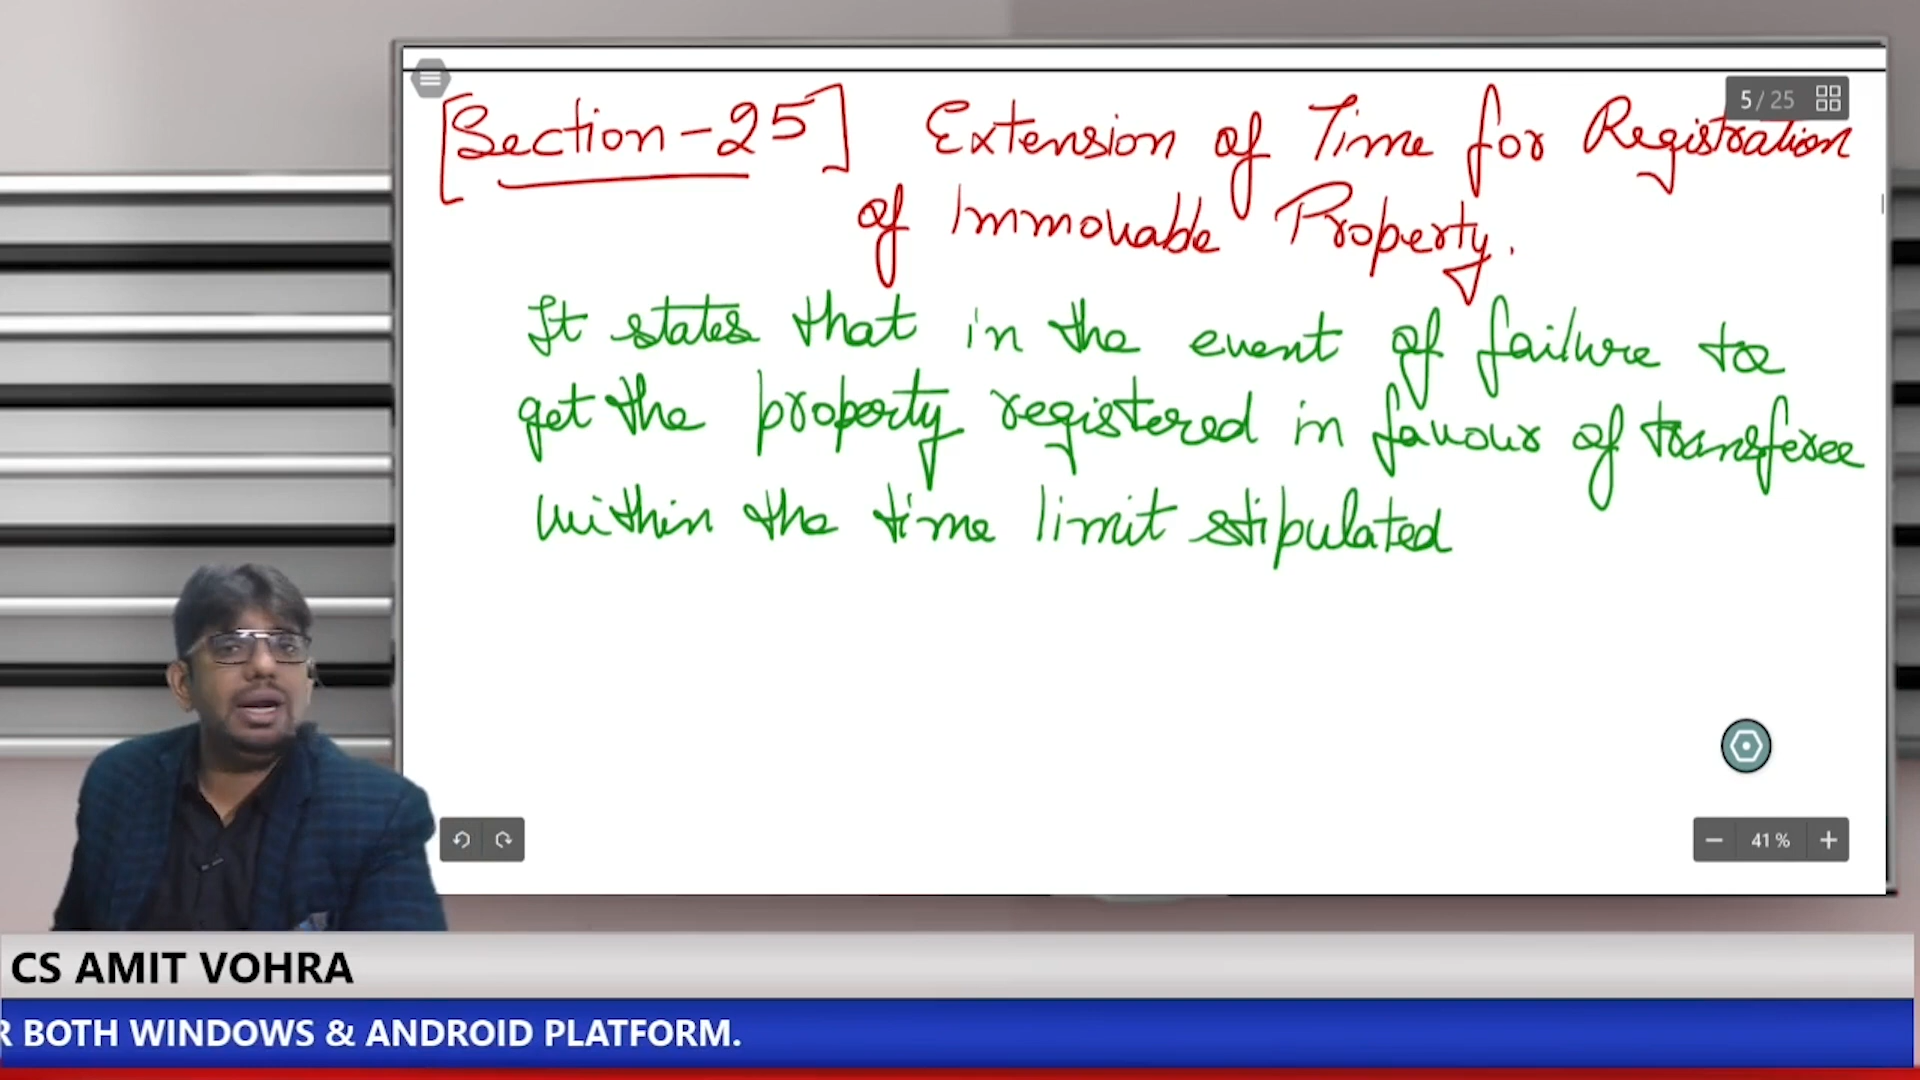 [Section-25] Extension of Time for Registration
of Immovable Property.
It states that in the event of failure to
get the property registered in favour of transferee
within the time limit stipulated
5/25
41%
CS AMIT VOHRA
R BOTH WINDOWS & ANDROID PLATFORM.